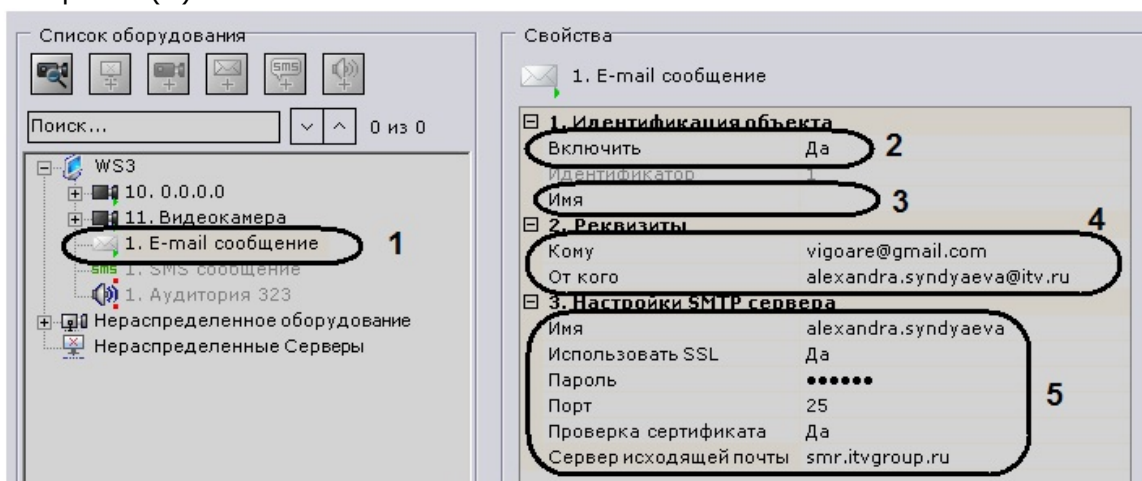 Список оборудования
sms
Поиск...
0 из 0
WS3
10. 0.0.0.0
11. Видеокамера
1. E-mail сообщение
1
sms 1. SMS сообщение
1. Аудитория 323
Нераспределенное оборудование
Нераспределенные Серверы
Свойства
1. E-mail сообщение
1. Идентификация объекта
Включить Да
2
Идентификатор 1
Имя
3
2. Реквизиты
4
Кому vigoare@gmail.com
От кого alexandra.syndyaeva@itv.ru
3. Настройки SMTP сервера
Имя alexandra.syndyaeva
Использовать SSL Да
Пароль ●●●●●●
5
Порт 25
Проверка сертификата Да
Сервер исходящей почты smr.itvgroup.ru